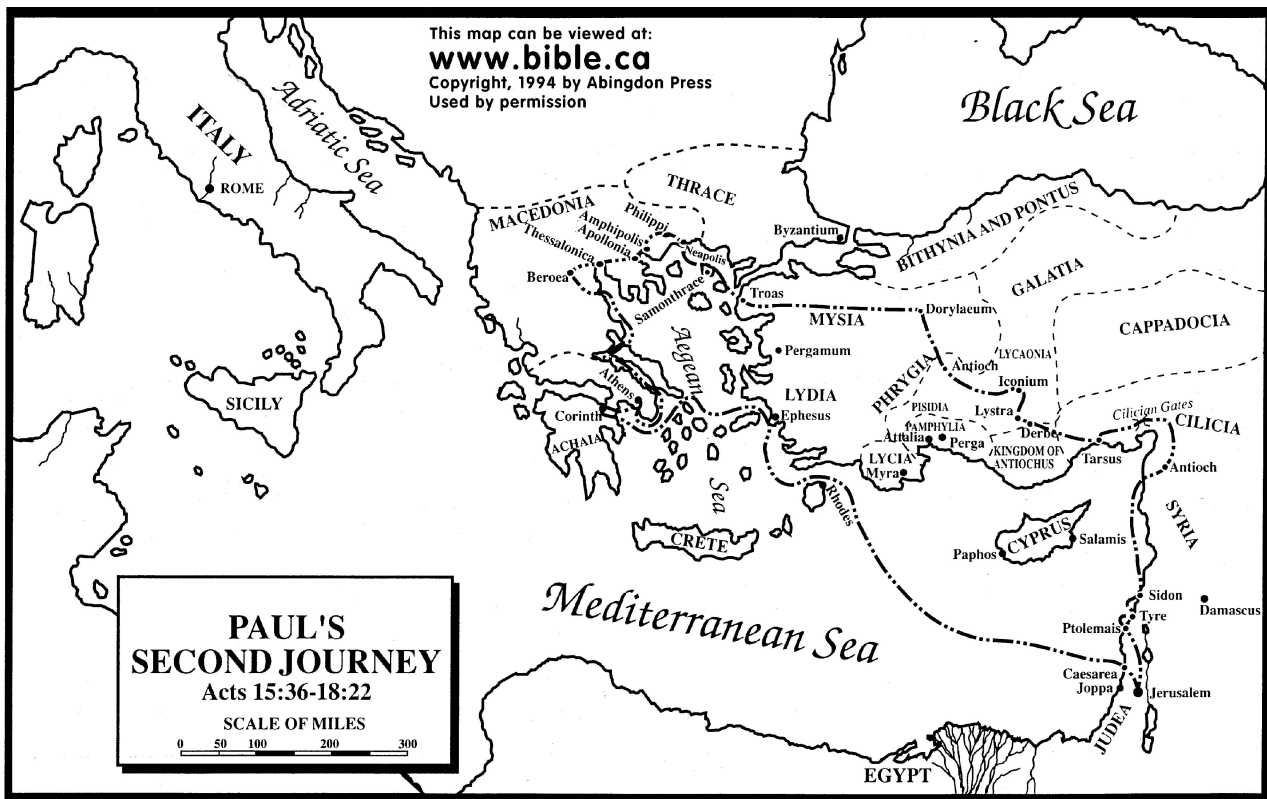 This map can be viewed at:
www.bible.ca
Copyright, 1994 by Abingdon Press
Used by permission
Black Sea
Adriatic Sea
ITALY
ROME
THRACE
MACEDONIA
Philippi
Amphipolis
Apollonia
Neapolis
Thessalonica
Beroea
Samonthrace
Byzantium
BITHYNIA AND PONTUS
GALATIA
CAPPADOCIA
Troas
Dorylaeum
MYSIA
Aegean
Sea
Pergamum
LYCAONIA
PHRYGIA
Antioch
Iconium
LYDIA
SICILY
Athens
Corinth
ACHAIA
Ephesus
PISIDIA
Lystra
Cilician Gates
CILICIA
PAMPHYLIA
Derbe
Attalia
Perga
KINGDOM OF
ANTIOCHUS
Tarsus
LYCIA
Myra
Antioch
Rhodes
SYRIA
CRETE
CYPRUS
Salamis
Paphos
Mediterranean Sea
Sidon
Damascus
Tyre
Ptolemais
Caesarea
Joppa
Jerusalem
JUDEA
EGYPT
PAUL'S
SECOND JOURNEY
Acts 15:36-18:22
SCALE OF MILES
0 50 100 200 300